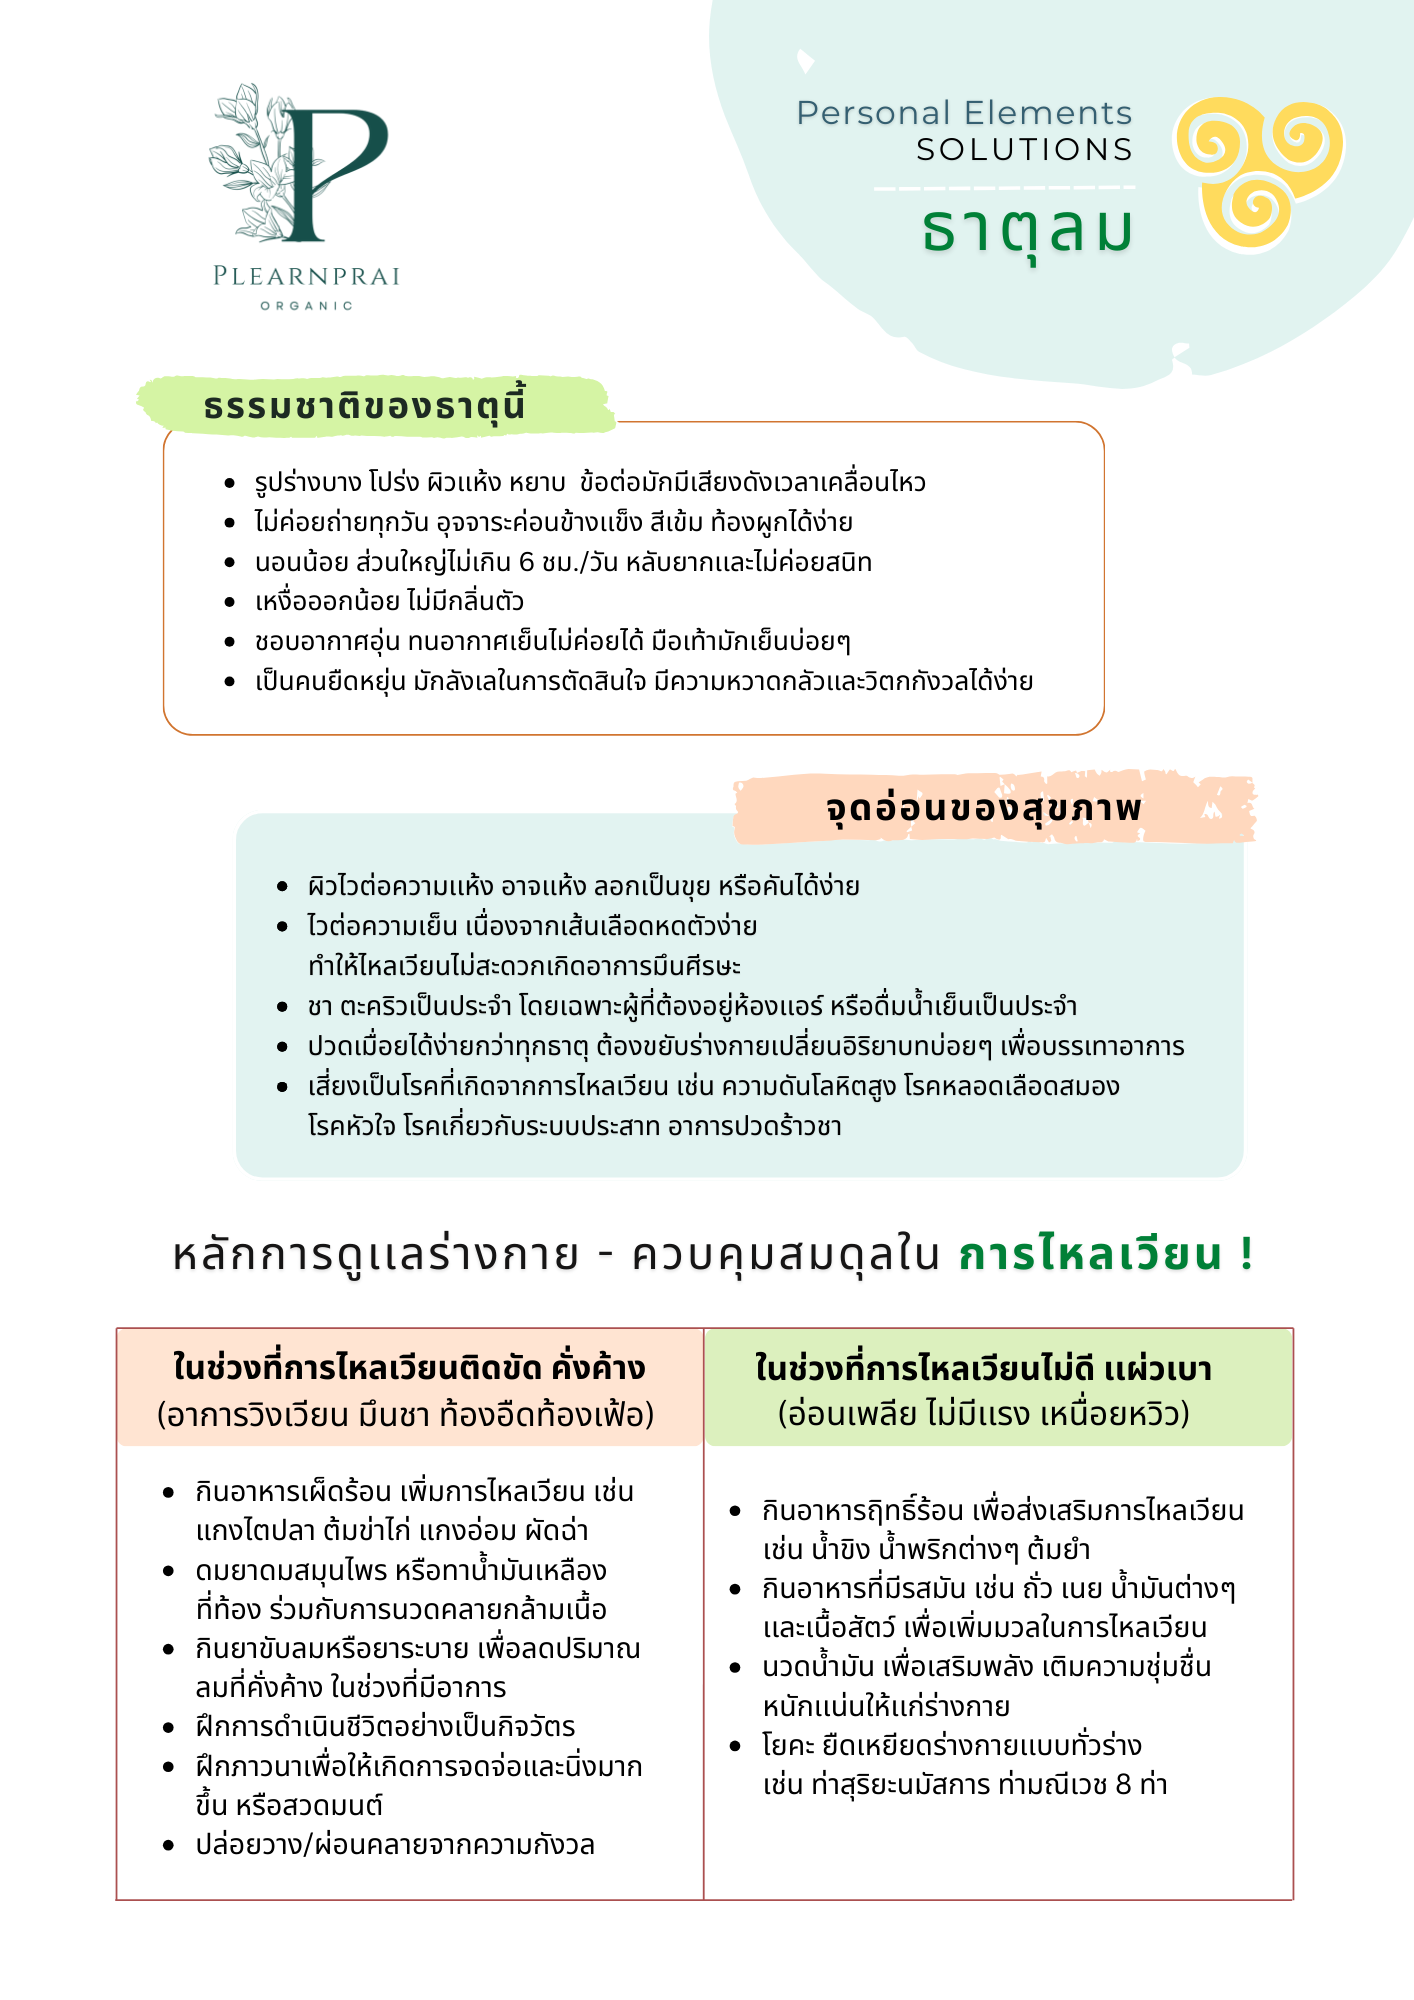 PLEARNPRAI
ORGANIC
Personal Elements
SOLUTIONS
ธาตุลม
ธรรมชาติของธาตุนี้
• รูปร่างบาง โปร่ง ผิวแห้ง หยาบ  ข้อต่อมักมีเสียงดังเวลาเคลื่อนไหว
• ไม่ค่อยถ่ายทุกวัน อุจจาระค่อนข้างแข็ง สีเข้ม ท้องผูกได้ง่าย
• นอนน้อย ส่วนใหญ่ไม่เกิน 6 ชม./วัน หลับยากและไม่ค่อยสนิท
• เหงื่อออกน้อย ไม่มีกลิ่นตัว
• ชอบอากาศอุ่น ทนอากาศเย็นไม่ค่อยได้ มือเท้ามักเย็นบ่อยๆ
• เป็นคนยืดหยุ่น มักลังเลในการตัดสินใจ มีความหวาดกลัวและวิตกกังวลได้ง่าย
จุดอ่อนของสุขภาพ
• ผิวไวต่อความแห้ง อาจแห้ง ลอกเป็นขุย หรือคันได้ง่าย
• ไวต่อความเย็น เนื่องจากเส้นเลือดหดตัวง่าย
ทำให้ไหลเวียนไม่สะดวกเกิดอาการมึนศีรษะ
• ชา ตะคริวเป็นประจำ โดยเฉพาะผู้ที่ต้องอยู่ห้องแอร์ หรือดื่มน้ำเย็นเป็นประจำ
• ปวดเมื่อยได้ง่ายกว่าทุกธาตุ ต้องขยับร่างกายเปลี่ยนอิริยาบทบ่อยๆ เพื่อบรรเทาอาการ
• เสี่ยงเป็นโรคที่เกิดจากการไหลเวียน เช่น ความดันโลหิตสูง โรคหลอดเลือดสมอง
โรคหัวใจ โรคเกี่ยวกับระบบประสาท อาการปวดร้าวชา
หลักการดูแลร่างกาย - ควบคุมสมดุลใน การไหลเวียน !
ในช่วงที่การไหลเวียนติดขัด คั่งค้าง
(อาการวิงเวียน มึนชา ท้องอืดท้องเฟ้อ)
• กินอาหารเผ็ดร้อน เพิ่มการไหลเวียน เช่น
แกงไตปลา ต้มข่าไก่ แกงอ่อม ผัดฉ่า
• ดมยาดมสมุนไพร หรือทาน้ำมันเหลือง
ที่ท้อง ร่วมกับการนวดคลายกล้ามเนื้อ
• กินยาขับลมหรือยาระบาย เพื่อลดปริมาณ
ลมที่คั่งค้าง ในช่วงที่มีอาการ
• ฝึกการดำเนินชีวิตอย่างเป็นกิจวัตร
• ฝึกภาวนาเพื่อให้เกิดการจดจ่อและนิ่งมาก
ขึ้น หรือสวดมนต์
• ปล่อยวาง/ผ่อนคลายจากความกังวล
ในช่วงที่การไหลเวียนไม่ดี แผ่วเบา
(อ่อนเพลีย ไม่มีแรง เหนื่อยหวิว)
• กินอาหารฤิทธิ์ร้อน เพื่อส่งเสริมการไหลเวียน
เช่น น้ำขิง น้ำพริกต่างๆ ต้มยำ
• กินอาหารที่มีรสมัน เช่น ถั่ว เนย น้ำมันต่างๆ
และเนื้อสัตว์ เพื่อเพิ่มมวลในการไหลเวียน
• นวดน้ำมัน เพื่อเสริมพลัง เติมความชุ่มชื่น
หนักแน่นให้แก่ร่างกาย
• โยคะ ยืดเหยียดร่างกายแบบทั่วร่าง
เช่น ท่าสุริยะนมัสการ ท่ามณีเวช 8 ท่า